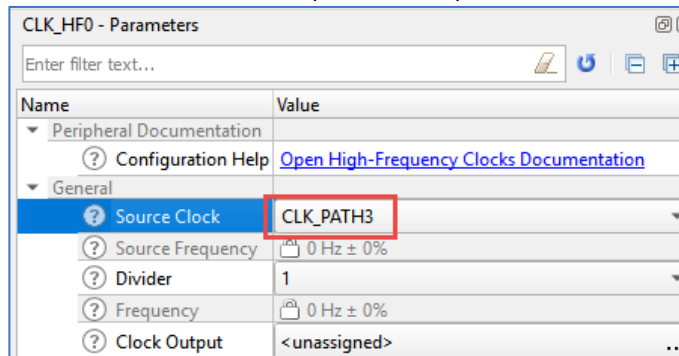 CLK_HF0 - Parameters
Enter filter text...
Name Value
Peripheral Documentation
Configuration Help Open High-Frequency Clocks Documentation
General
Source Clock CLK_PATH3
Source Frequency 0 Hz ± 0%
Divider 1
Frequency 0 Hz ± 0%
Clock Output <unassigned> ..